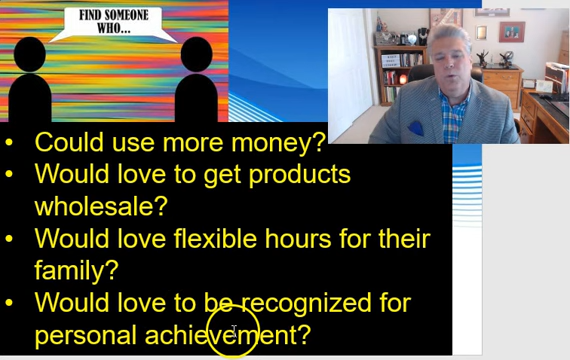 FIND SOMEONE
WHO...
• Could use more money?
• Would love to get products
wholesale?
• Would love flexible hours for their
family?
• Would love to be recognized for
personal achievement?